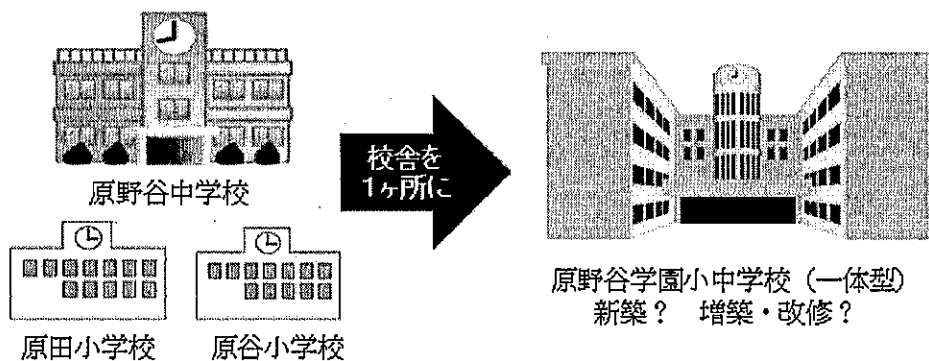 原野谷中学校
原田小学校
原谷小学校
校舎を
1ヶ所に
原野谷学園小中学校（一体型）
新築？ 増築・改修？